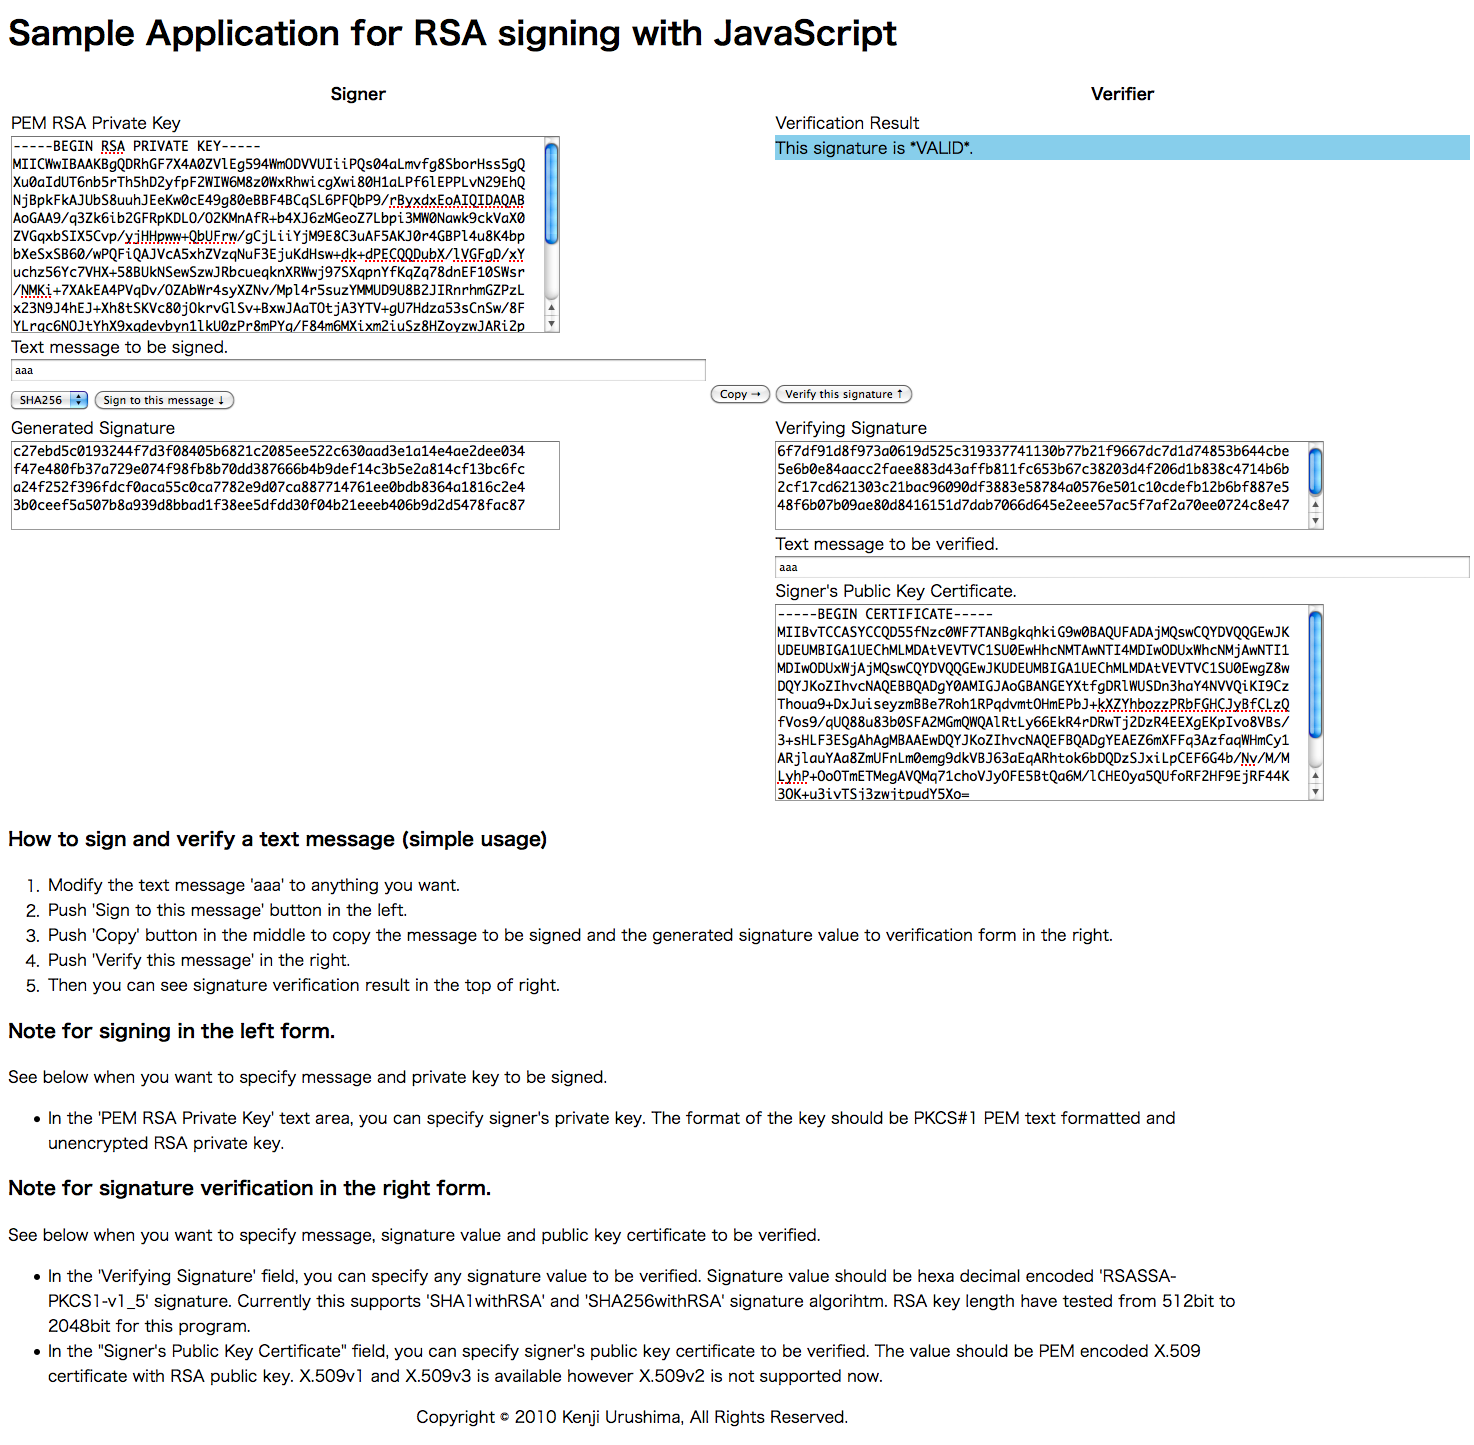 Sample Application for RSA signing with JavaScript
Signer
PEM RSA Private Key
-----BEGIN RSA PRIVATE KEY-----
MIICWwIBAAKBgQDRhGF7X4A0ZVlEg594WmODVVUIiiPQs04aLmvfg8SborHss5gQ
Xu0aIdUT6nb5rTh5hD2yfpF2WIW6M8z0WxRhwicgXwi80H1aLPf6lEPPLvN29EhQ
NjBpkFkAJUbS8uuhJEeKw0cE49g80eBBF4BCqSL6PFQbP9/rByxdxEoAIQIDAQAB
AoGAA9/q3Zk6ib2GFRpKDLO/O2KMnAfR+b4XJ6zMGeoZ7Lbpi3MW0Nawk9ckVaX0
ZVGqxbSIX5Cvp/yjHHpww+QbUFrw/gCjLiiYjM9E8C3uAF5AKJ0r4GBPl4u8K4bp
bXeSxSB60/wPQFiQAJVcA5xhZVzqNuF3EjuKdHsw+dk+dPECQQDubX/lVGFgD/xY
uchz56Yc7VHX+58BUkNSewSzwJRbcueqknXRWwj97SXqpnYfKqZq78dnEF10SWsr
/NMKi+7XAkEA4PVqDv/OZAbWr4syXZNv/Mpl4r5suzYMMUD9U8B2JIRnrhmGZPzL
x23N9J4hEJ+Xh8tSKVc80jOkrvGlSv+BxwJAaTOtjA3YTV+gU7Hdza53sCnSw/8F
YLrgc6NOJtYhX9xqdevbyn1lkU0zPr8mPYg/F84m6MXixm2iuSz8HZoyzwJARi2p
Text message to be signed.
aaa
SHA256 Sign to this message ↓
Generated Signature
c27ebd5c0193244f7d3f08405b6821c2085ee522c630aad3e1a14e4ae2dee034
f47e480fb37a729e074f98fb8b70dd387666b4b9def14c3b5e2a814cf13bc6fc
a24f252f396fdcf0aca55c0ca7782e9d07ca887714761ee0bdb8364a1816c2e4
3b0ceef5a507b8a939d8bbad1f38ee5dfdd30f04b21eeeb406b9d2d5478fac87
Copy →
Verifier
Verification Result
This signature is *VALID*.
Verify this signature ↑
Verifying Signature
6f7df91d8f973a0619d525c319337741130b77b21f9667dc7d1d74853b644cbe
5e6b0e84aacc2faee883d43affb811fc653b67c38203d4f206d1b838c4714b6b
2cf17cd621303c21bac96090df3883e58784a0576e501c10cdefb12b6bf887e5
48f6b07b09ae80d8416151d7dab7066d645e2eee57ac5f7af2a70ee0724c8e47
Text message to be verified.
aaa
Signer's Public Key Certificate.
-----BEGIN CERTIFICATE-----
MIIBvTCCASYCCQD55fNzc0WF7TANBgkqhkiG9w0BAQUFADAjMQswCQYDVQQGEwJK
UDEUMBIGA1UEChMLMDAtVEVTVC1SU0EwHhcNMTAwNTI4MDIwODUxWhcNMjAwNTI1
MDIwODUxWjAjMQswCQYDVQQGEwJKUDEUMBIGA1UEChMLMDAtVEVTVC1SU0EwgZ8w
DQYJKoZIhvcNAQEBBQADgY0AMIGJAoGBANGEYXtfgDRlWUSDn3haY4NVVQiKI9Cz
Thoua9+DxJuiseyzmBBe7Roh1RPqdvmtOHmEPbJ+kXZYhbozzPRbFGHCJyBfCLzQ
fVos9/qUQ88u83b0SFA2MGmQWQAlRtLy66EkR4rDRwTj2DzR4EEXgEKpIvo8VBs/
3+sHLF3ESgAhAgMBAAEwDQYJKoZIhvcNAQEFBQADgYEAEZ6mXFFq3AzfaqWHmCy1
ARjlauYAa8ZmUFnLm0emg9dkVBJ63aEqARhtok6bDQDzSJxiLpCEF6G4b/Nv/M/M
LyhP+OoOTmETMegAVQMq71choVJyOFE5BtQa6M/lCHEOya5QUfoRF2HF9EjRF44K
3OK+u3ivTSj3zwjtpudY5Xo=
How to sign and verify a text message (simple usage)
1. Modify the text message 'aaa' to anything you want.
2. Push 'Sign to this message' button in the left.
3. Push 'Copy' button in the middle to copy the message to be signed and the generated signature value to verification form in the right.
4. Push 'Verify this message' in the right.
5. Then you can see signature verification result in the top of right.
Note for signing in the left form.
See below when you want to specify message and private key to be signed.
• In the 'PEM RSA Private Key' text area, you can specify signer's private key. The format of the key should be PKCS#1 PEM text formatted and
unencrypted RSA private key.
Note for signature verification in the right form.
See below when you want to specify message, signature value and public key certificate to be verified.
• In the 'Verifying Signature' field, you can specify any signature value to be verified. Signature value should be hexa decimal encoded 'RSASSA-
PKCS1-v1_5' signature. Currently this supports 'SHA1withRSA' and 'SHA256withRSA' signature algorihtm. RSA key length have tested from 512bit to
2048bit for this program.
• In the "Signer's Public Key Certificate" field, you can specify signer's public key certificate to be verified. The value should be PEM encoded X.509
certificate with RSA public key. X.509v1 and X.509v3 is available however X.509v2 is not supported now.
Copyright © 2010 Kenji Urushima, All Rights Reserved.